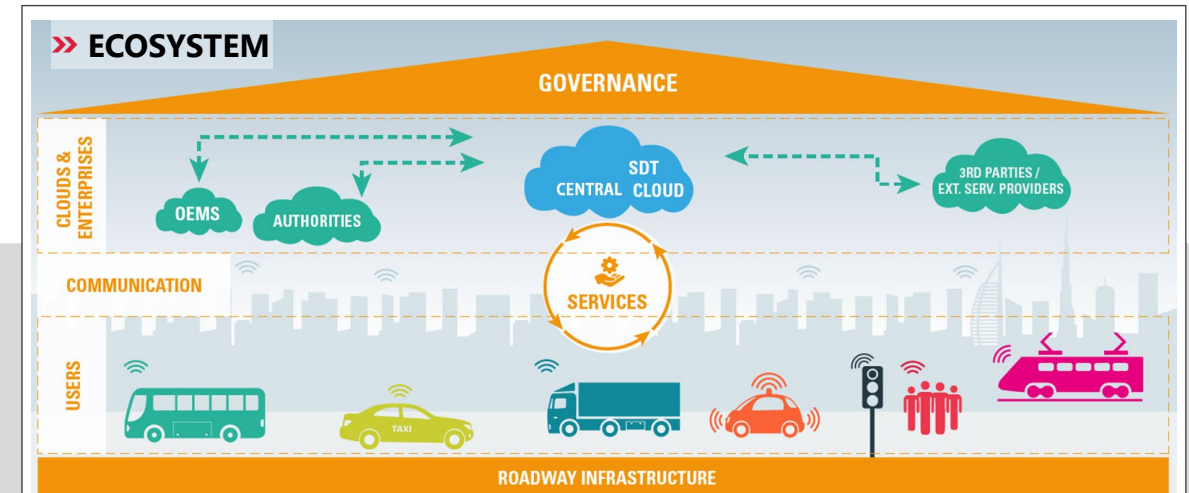 >> ECOSYSTEM
GOVERNANCE
CLOUDS &
ENTERPRISES
OEMS
AUTHORITIES
SDT
CENTRAL CLOUD
3RD PARTIES /
EXT. SERV. PROVIDERS
COMMUNICATION
SERVICES
USERS
TAXI
ROADWAY INFRASTRUCTURE